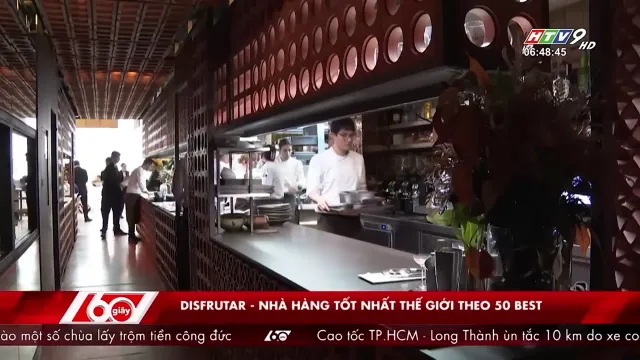 HTV9 HD
06:48:45
60 giây
DISFRUTAR - NHÀ HÀNG TỐT NHẤT THẾ GIỚI THEO 50 BEST
ào một số chùa lấy trộm tiền công đức 60 Cao tốc TP.HCM - Long Thành ùn tắc 10 km do xe co